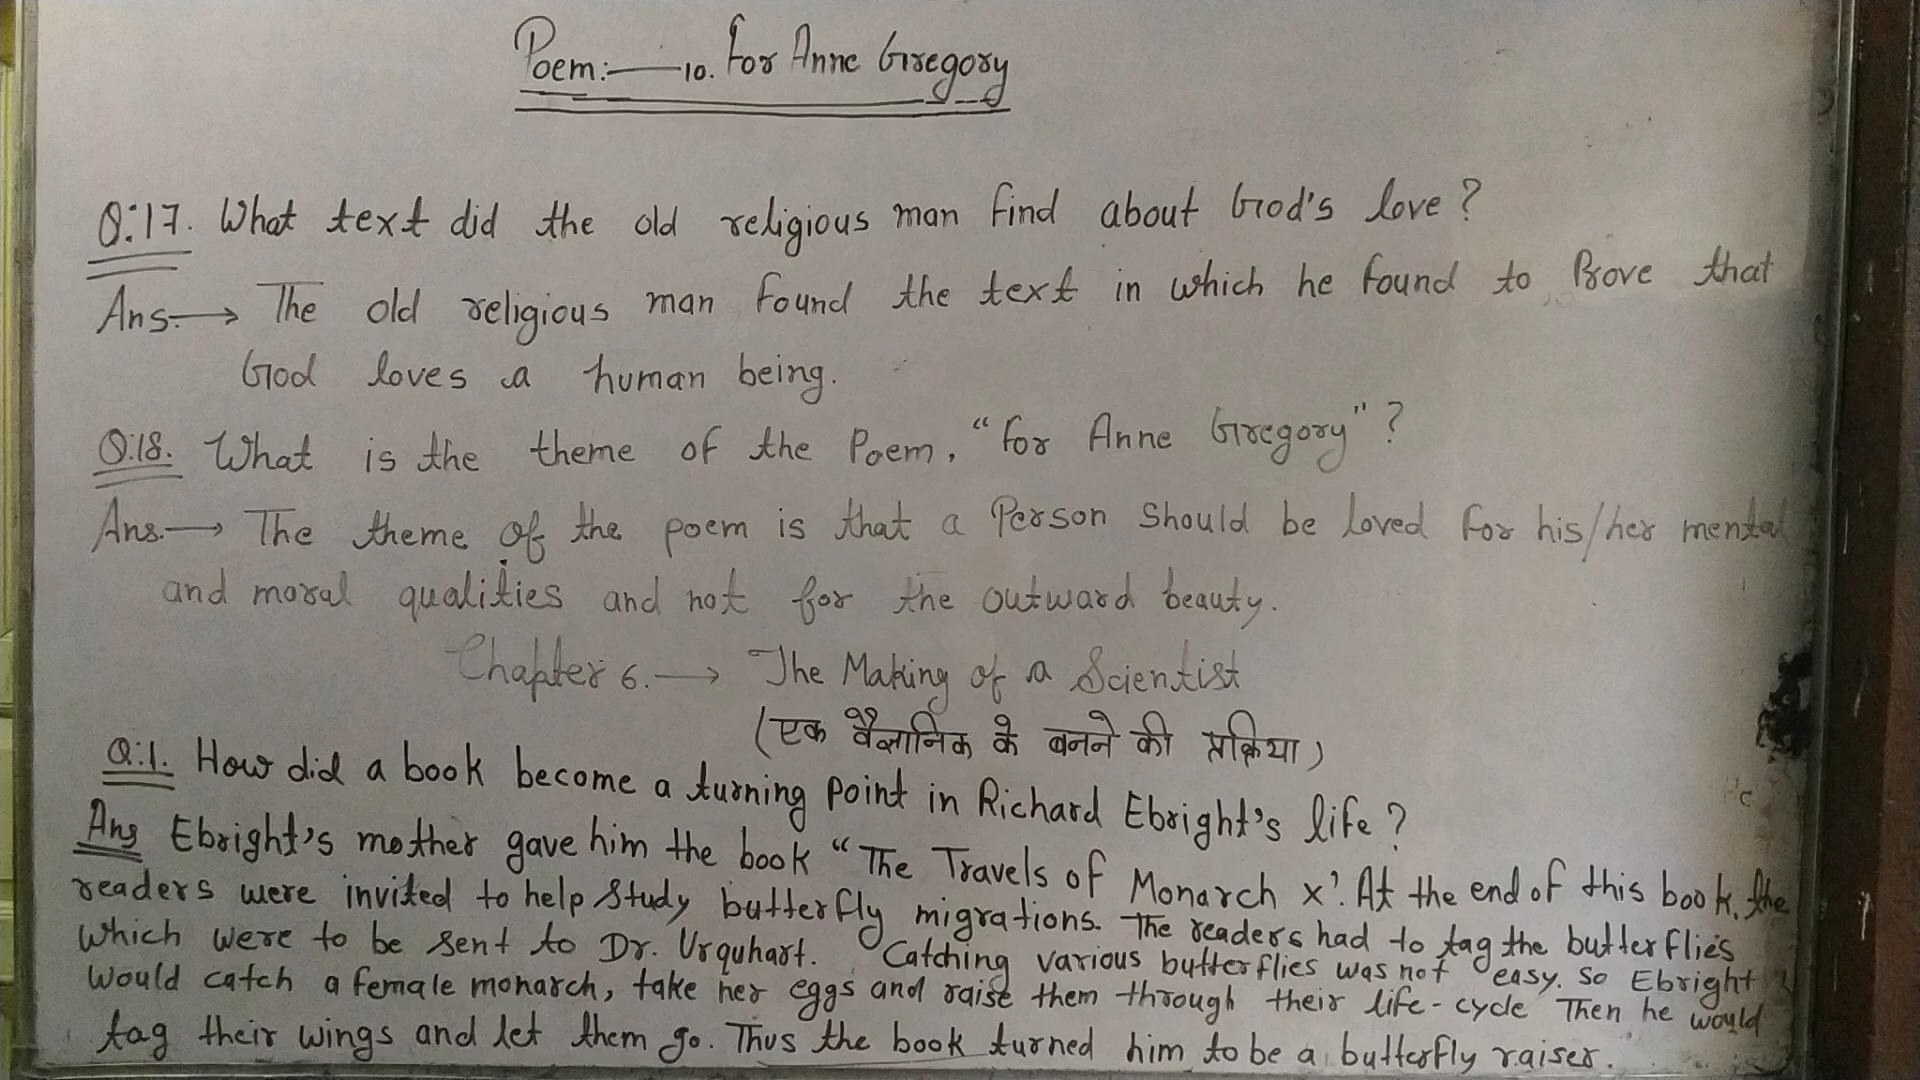 Poem:— 10. For Anne Gregory
Q:17. What text did the old religious man find about God's love?
Ans.→ The old religious man found the text in which he found to Prove that
God loves a human being.
Q.18. What is the theme of the Poem, "for Anne Gregory"?
Ans.→ The theme of the poem is that a Person Should be loved for his/her mental
and moral qualities and not for the outward beauty.
Chapter 6.→ The Making of a Scientist
(एक वैज्ञानिक के बनने की प्रक्रिया)
Q.1. How did a book become a turning Point in Richard Ebright's life?
Ans Ebright's mother gave him the book "The Travels of Monarch x'. At the end of this book, the
readers were invited to help Study butterfly migrations. The readers had to tag the butterflies
which were to be sent to Dr. Urquhart. Catching various butterflies was not easy. So Ebright
would catch a female monarch, take her eggs and raise them through their life-cycle Then he would
tag their wings and let them go. Thus the book turned him to be a butterfly raiser.